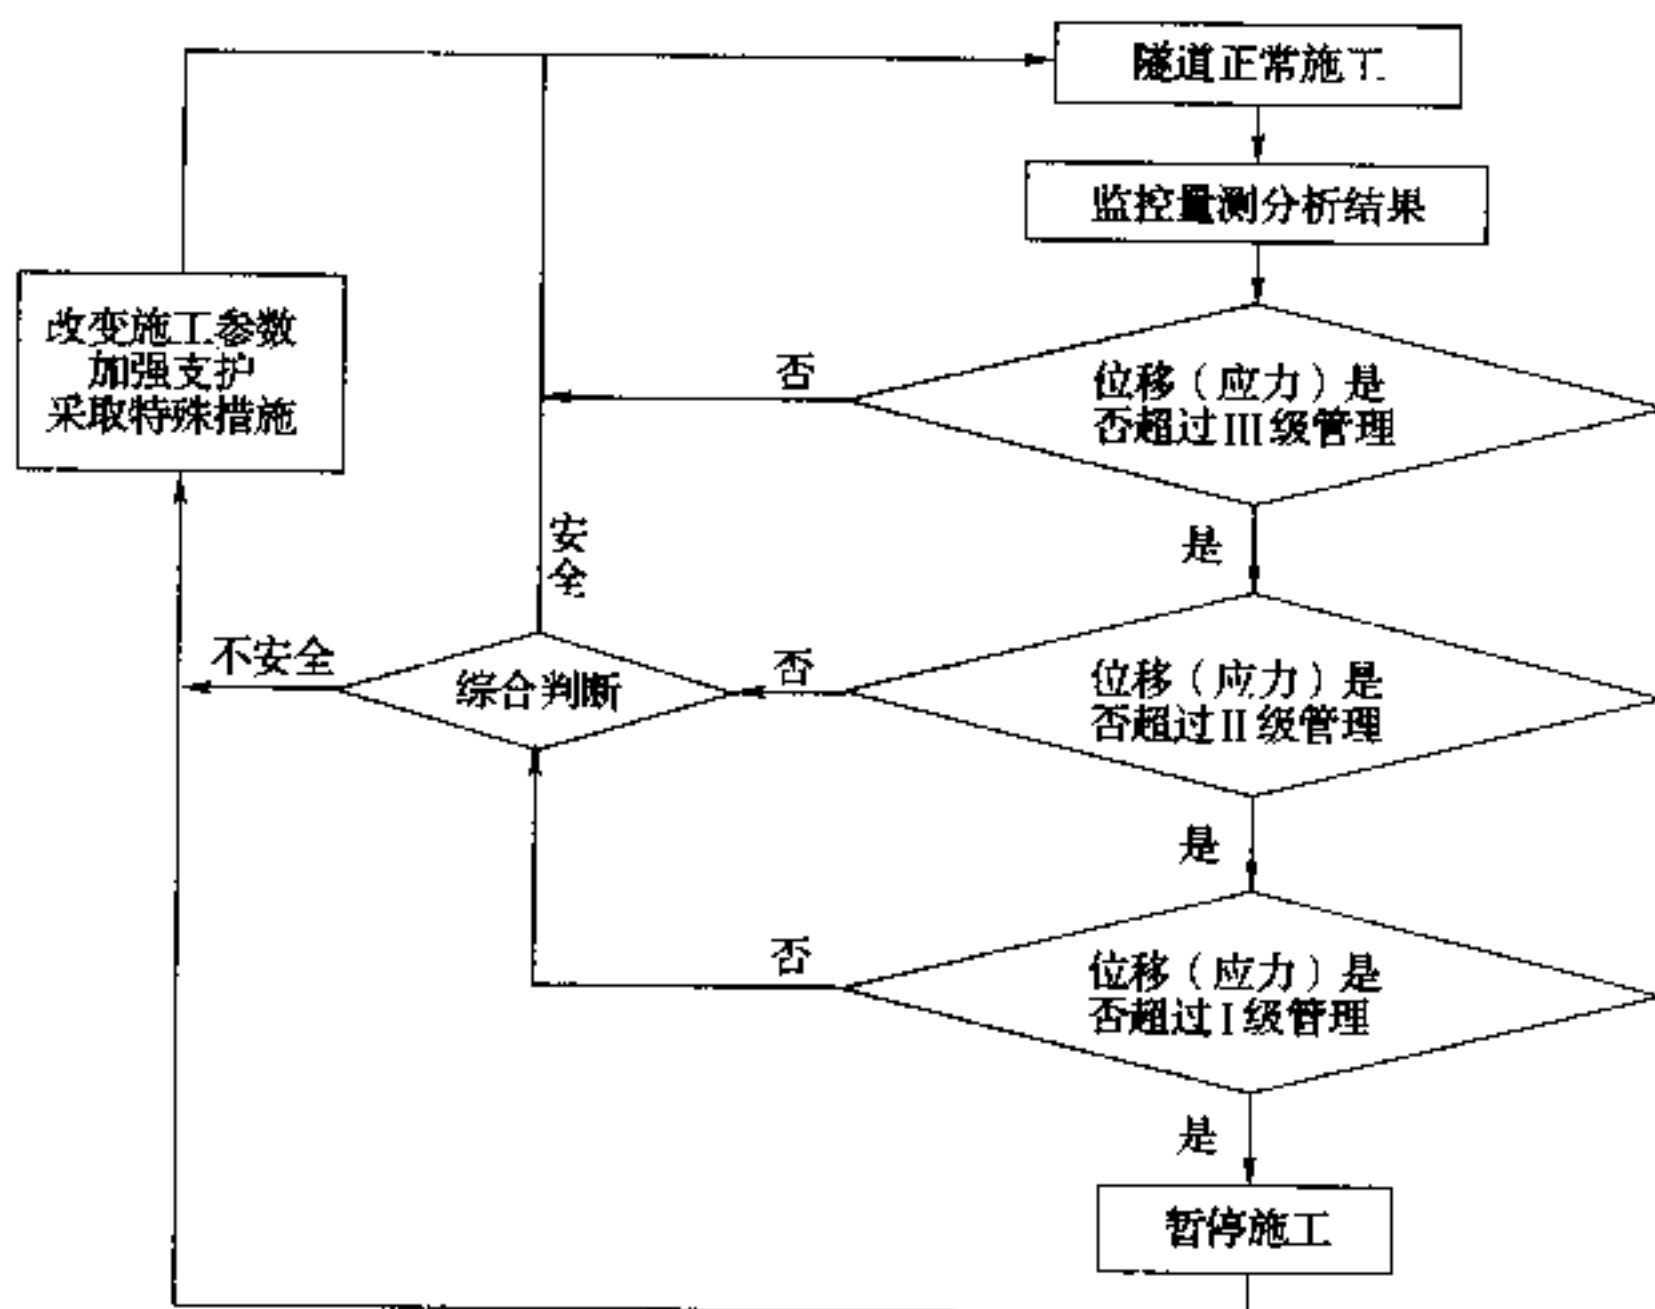 隧道正常施工
监控量测分析结果
改变施工参数
加强支护
采取特殊措施
否
位移（应力）是
否超过III级管理
是
安
全
不安全
综合判断
否
位移（应力）是
否超过II级管理
是
否
位移（应力）是
否超过I级管理
是
暂停施工